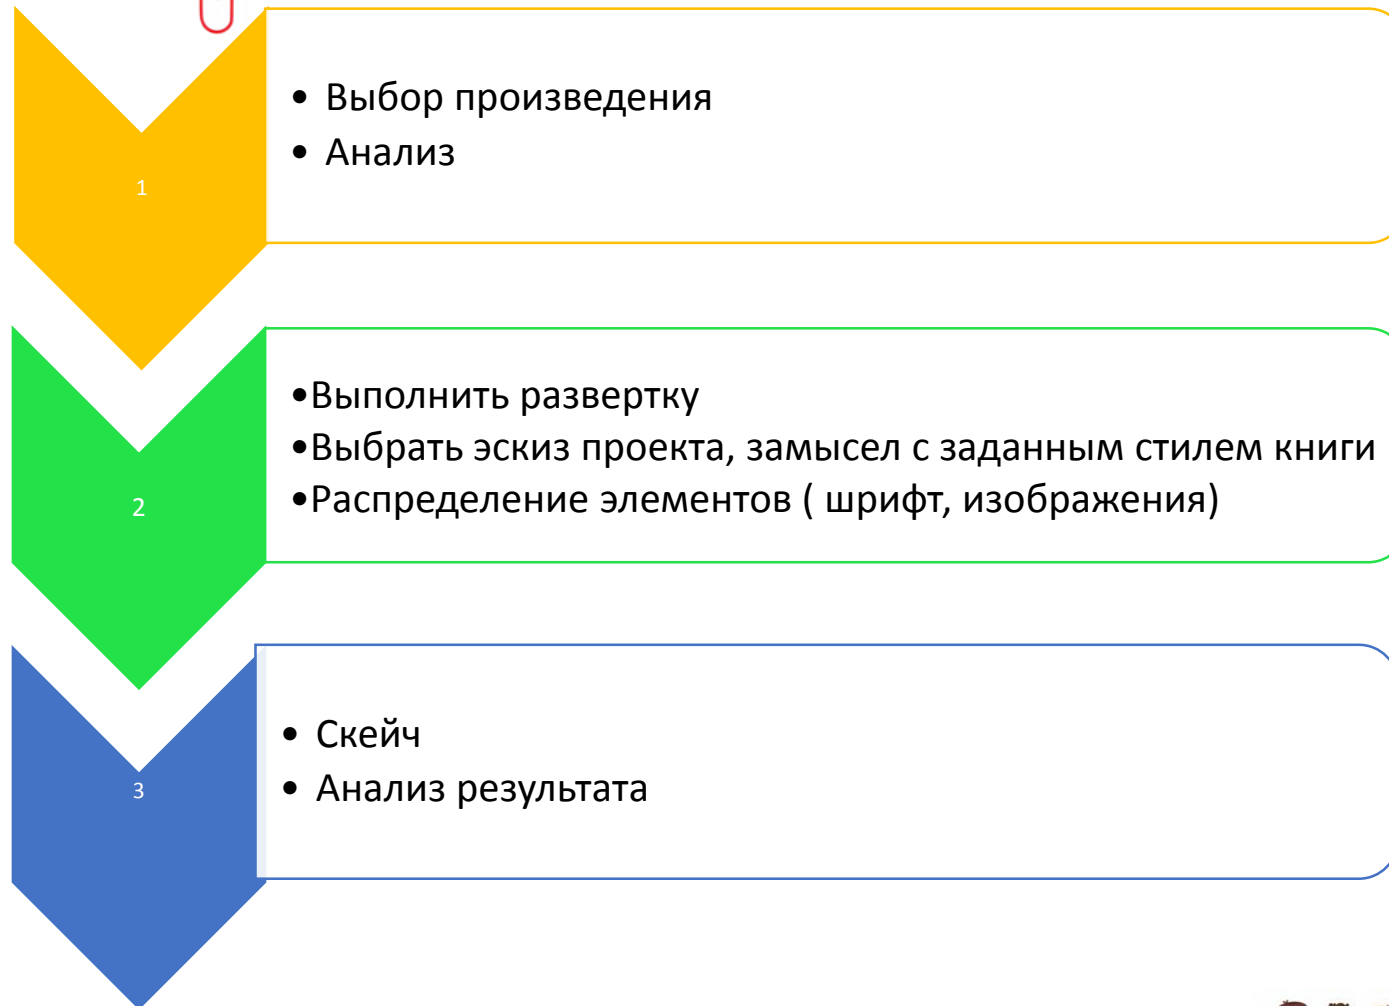 • Выбор произведения
• Анализ
1
•Выполнить развертку
•Выбрать эскиз проекта, замысел с заданным стилем книги
•Распределение элементов ( шрифт, изображения)
2
• Скейч
• Анализ результата
3